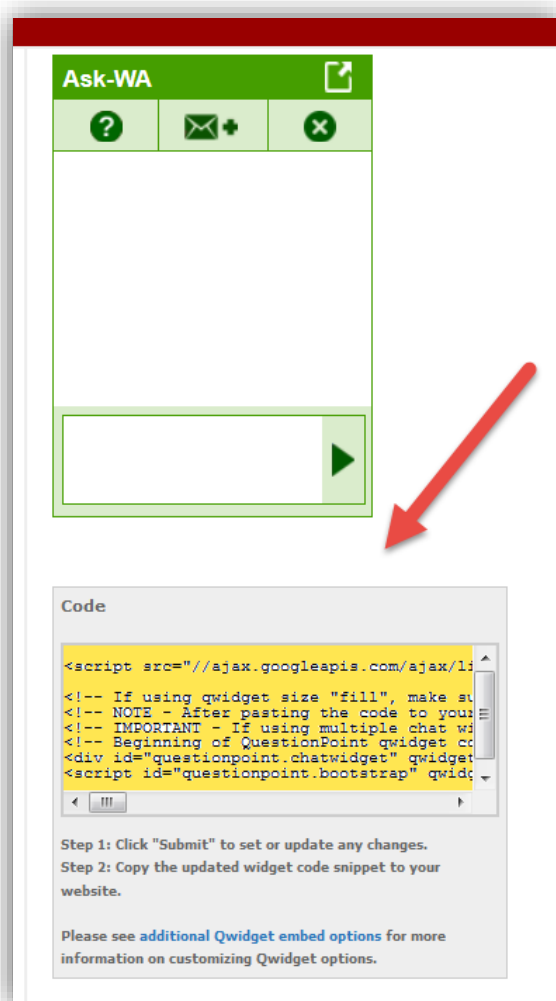 Ask-WA
Code
<script src="//ajax.googleapis.com/ajax/li
<!-- If using qwidget size "fill", make su
<!-- NOTE - After pasting the code to your
<!-- IMPORTANT - If using multiple chat wi
<!-- Beginning of QuestionPoint qwidget co
<div id="questionpoint.chatwidget" qwidget
<script id="questionpoint.bootstrap" qwidg
Step 1: Click "Submit" to set or update any changes.
Step 2: Copy the updated widget code snippet to your
website.
Please see additional Qwidget embed options for more
information on customizing Qwidget options.